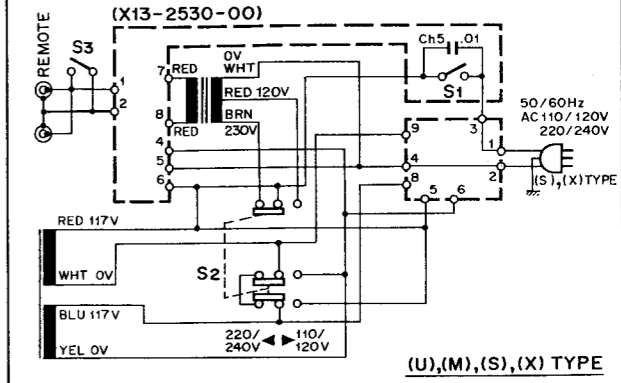 (X13-2530-00)
REMOTE
S3
1
2
7
RED
8
RED
4
5
6
0V
WHT
RED 120V
BRN
230V
Ch5 .01
S1
50/60Hz
AC110/120V
220/240V
9
3
1
4
2
8
5
6
(S),(X) TYPE
RED 117V
WHT 0V
BLU 117V
YEL 0V
S2
220/
240V
110/
120V
(U),(M),(S),(X) TYPE